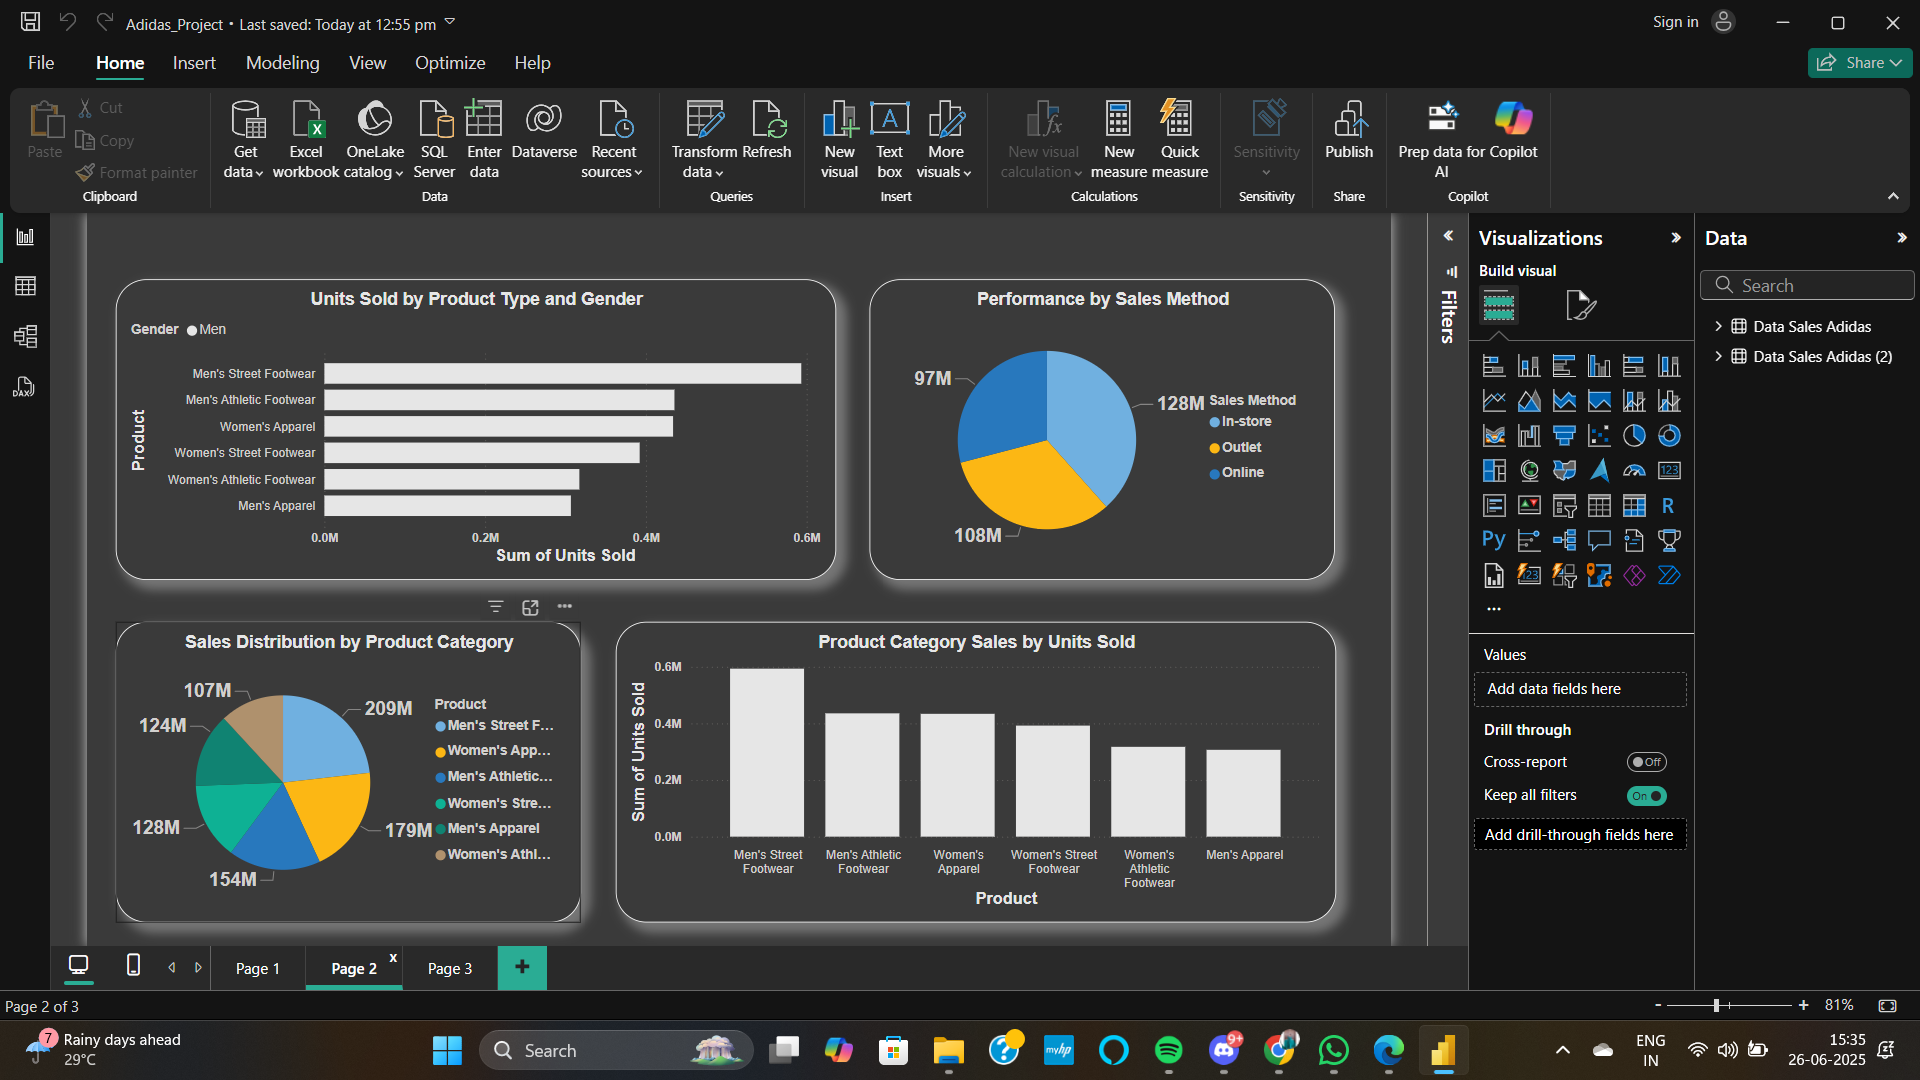 Adidas_Project • Last saved: Today at 12:55 pm
Sign in
File Home Insert Modeling View Optimize Help
Share
Paste
Cut
Copy
Format painter
Clipboard
Get data
Excel workbook
OneLake catalog
SQL Server
Enter data
Dataverse
Recent sources
Data
Transform data
Refresh
Queries
New visual
Text box
More visuals
Insert
New visual calculation
New measure
Quick measure
Calculations
Sensitivity
Sensitivity
Publish
Share
Prep data for AI
Copilot
Copilot
Units Sold by Product Type and Gender
Gender Men
Product
Men's Street Footwear
Men's Athletic Footwear
Women's Apparel
Women's Street Footwear
Women's Athletic Footwear
Men's Apparel
0.0M 0.2M 0.4M 0.6M
Sum of Units Sold
Performance by Sales Method
97M
128M
108M
Sales Method
In-store
Outlet
Online
Sales Distribution by Product Category
107M
209M
124M
128M
179M
154M
Product
Men's Street F...
Women's App...
Men's Athletic...
Women's Stre...
Men's Apparel
Women's Athl...
Product Category Sales by Units Sold
Sum of Units Sold
0.6M
0.4M
0.2M
0.0M
Men's Street Footwear
Men's Athletic Footwear
Women's Apparel
Women's Street Footwear
Women's Athletic Footwear
Men's Apparel
Product
Filters
Visualizations
Build visual
123
R
Py
123
Values
Add data fields here
Drill through
Cross-report
Off
Keep all filters
On
Add drill-through fields here
Data
Search
Data Sales Adidas
Data Sales Adidas (2)
DAX
Page 1
Page 2 x
Page 3
+
Page 2 of 3
- + 81%
7
Rainy days ahead
29°C
Search
myhp
9+
ENG
IN
15:35
26-06-2025